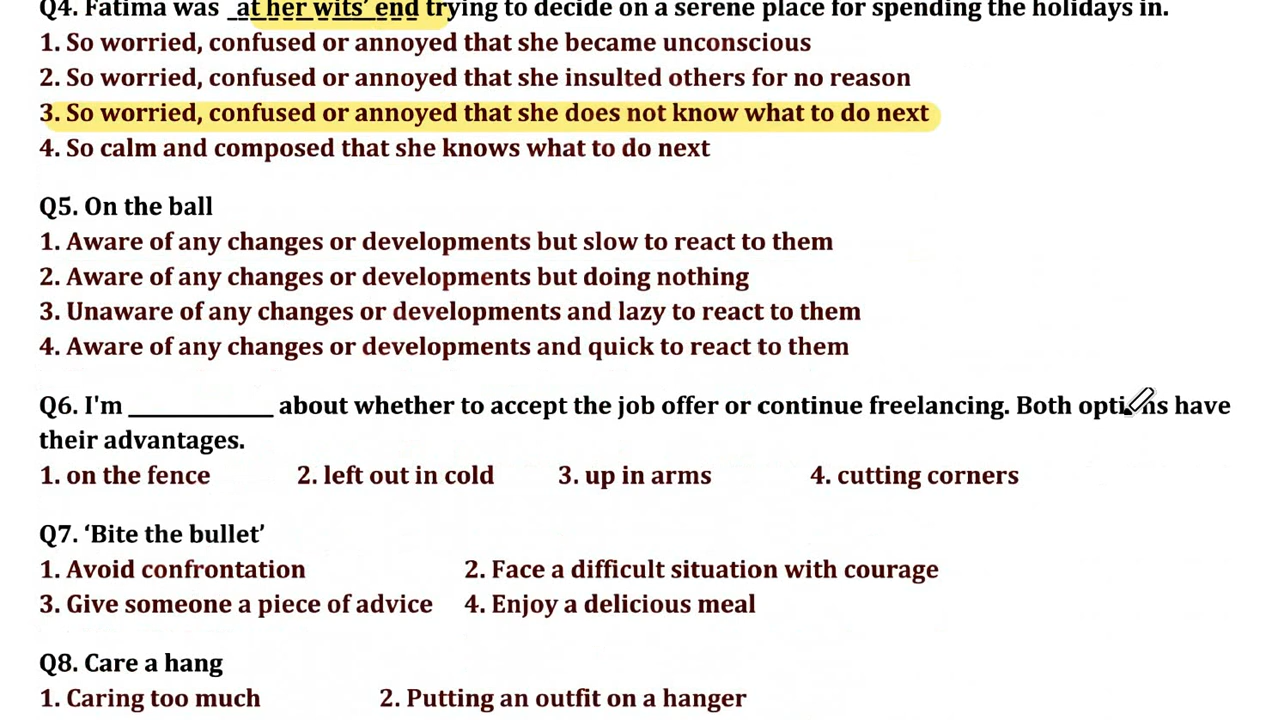 Q4. Fatima was _at her wits’ end trying to decide on a serene place for spending the holidays in.
1. So worried, confused or annoyed that she became unconscious
2. So worried, confused or annoyed that she insulted others for no reason
3. So worried, confused or annoyed that she does not know what to do next
4. So calm and composed that she knows what to do next
Q5. On the ball
1. Aware of any changes or developments but slow to react to them
2. Aware of any changes or developments but doing nothing
3. Unaware of any changes or developments and lazy to react to them
4. Aware of any changes or developments and quick to react to them
Q6. I'm ____________ about whether to accept the job offer or continue freelancing. Both options have
their advantages.
1. on the fence 2. left out in cold 3. up in arms 4. cutting corners
Q7. ‘Bite the bullet’
1. Avoid confrontation 2. Face a difficult situation with courage
3. Give someone a piece of advice 4. Enjoy a delicious meal
Q8. Care a hang
1. Caring too much 2. Putting an outfit on a hanger